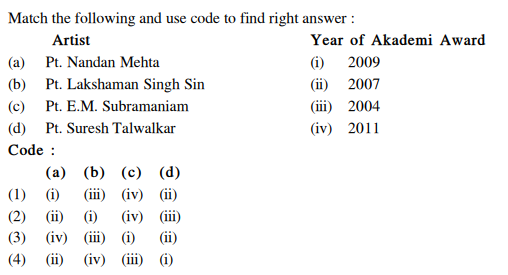 Match the following and use code to find right answer :
Artist Year of Akademi Award
(a) Pt. Nandan Mehta (i) 2009
(b) Pt. Lakshaman Singh Sin (ii) 2007
(c) Pt. E.M. Subramaniam (iii) 2004
(d) Pt. Suresh Talwalkar (iv) 2011
Code :
(a) (b) (c) (d)
(1) (i) (iii) (iv) (ii)
(2) (ii) (i) (iv) (iii)
(3) (iv) (iii) (i) (ii)
(4) (ii) (iv) (iii) (i)